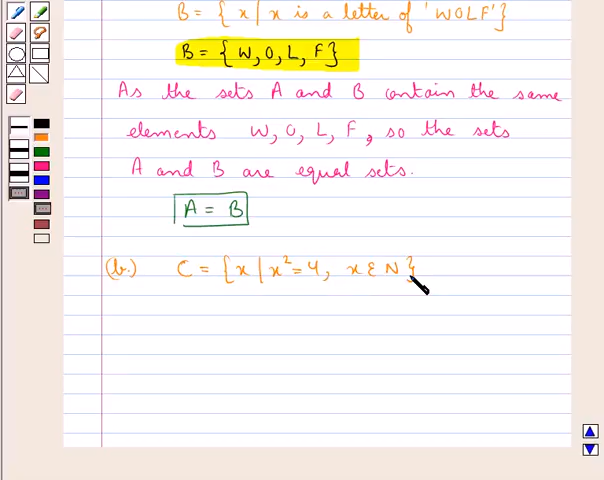 B = { x | x is a letter of 'WOLF'}
B = { W, O, L, F }
As the sets A and B contain the same
elements W, O, L, F, so the sets
A and B are equal sets.
A = B
(b.) C = { x | x² = 4, x ε N }